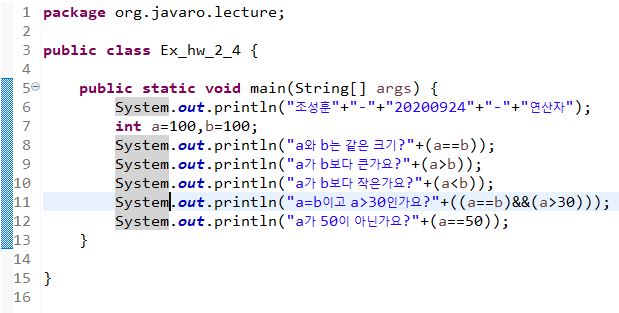 1 package org.javaro.lecture;
2
3 public class Ex_hw_2_4 {
4
5 public static void main(String[] args) {
6 System.out.println("조성훈"+"-"+"20200924"+"-"+"연산자");
7 int a=100,b=100;
8 System.out.println("a와 b는 같은 크기?"+(a==b));
9 System.out.println("a가 b보다 큰가요?"+(a>b));
10 System.out.println("a가 b보다 작은가요?"+(a<b));
11 System.out.println("a=b이고 a>30인가요?"+((a==b)&&(a>30)));
12 System.out.println("a가 50이 아닌가요?"+(a==50));
13 }
14
15 }
16